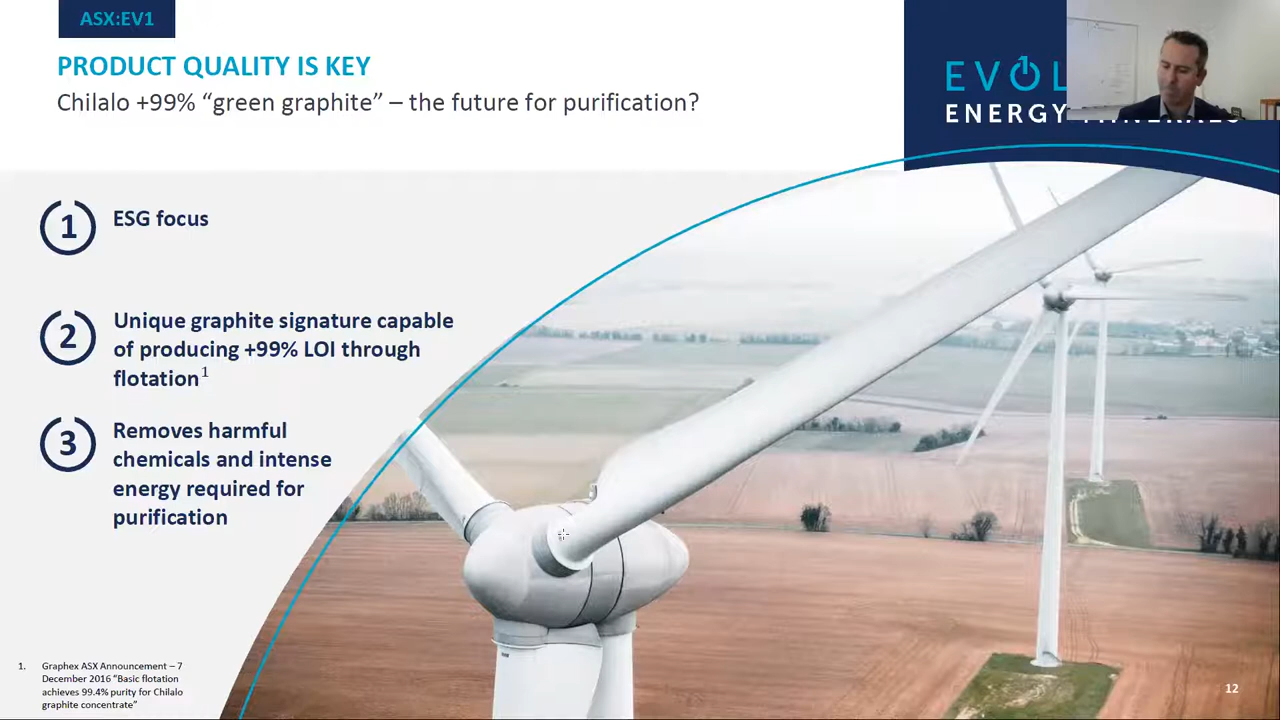 ASX:EV1
PRODUCT QUALITY IS KEY
Chilalo +99% “green graphite” – the future for purification?
EVOL
ENERGY
1
ESG focus
2
Unique graphite signature capable
of producing +99% LOI through
flotation1
3
Removes harmful
chemicals and intense
energy required for
purification
1. Graphex ASX Announcement – 7
December 2016 “Basic flotation
achieves 99.4% purity for Chilalo
graphite concentrate”
12